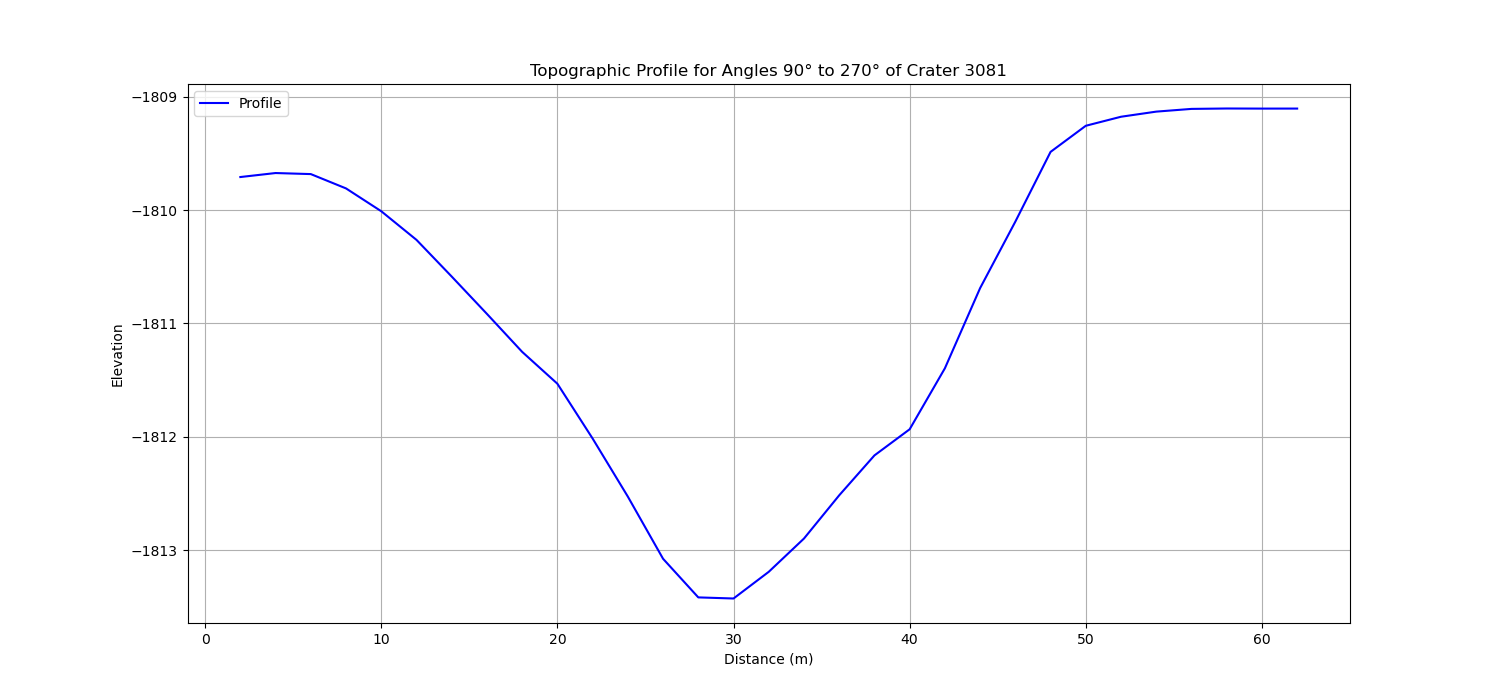 Topographic Profile for Angles 90° to 270° of Crater 3081
Profile
−1809
−1810
−1811
−1812
−1813
Elevation
0 10 20 30 40 50 60
Distance (m)